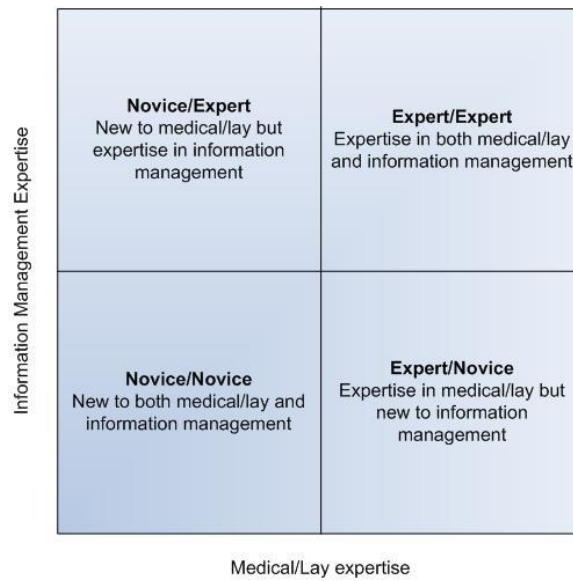 Information Management Expertise
Novice/Expert
New to medical/lay but
expertise in information
management
Expert/Expert
Expertise in both medical/lay
and information management
Novice/Novice
New to both medical/lay and
information management
Expert/Novice
Expertise in medical/lay but
new to information
management
Medical/Lay expertise